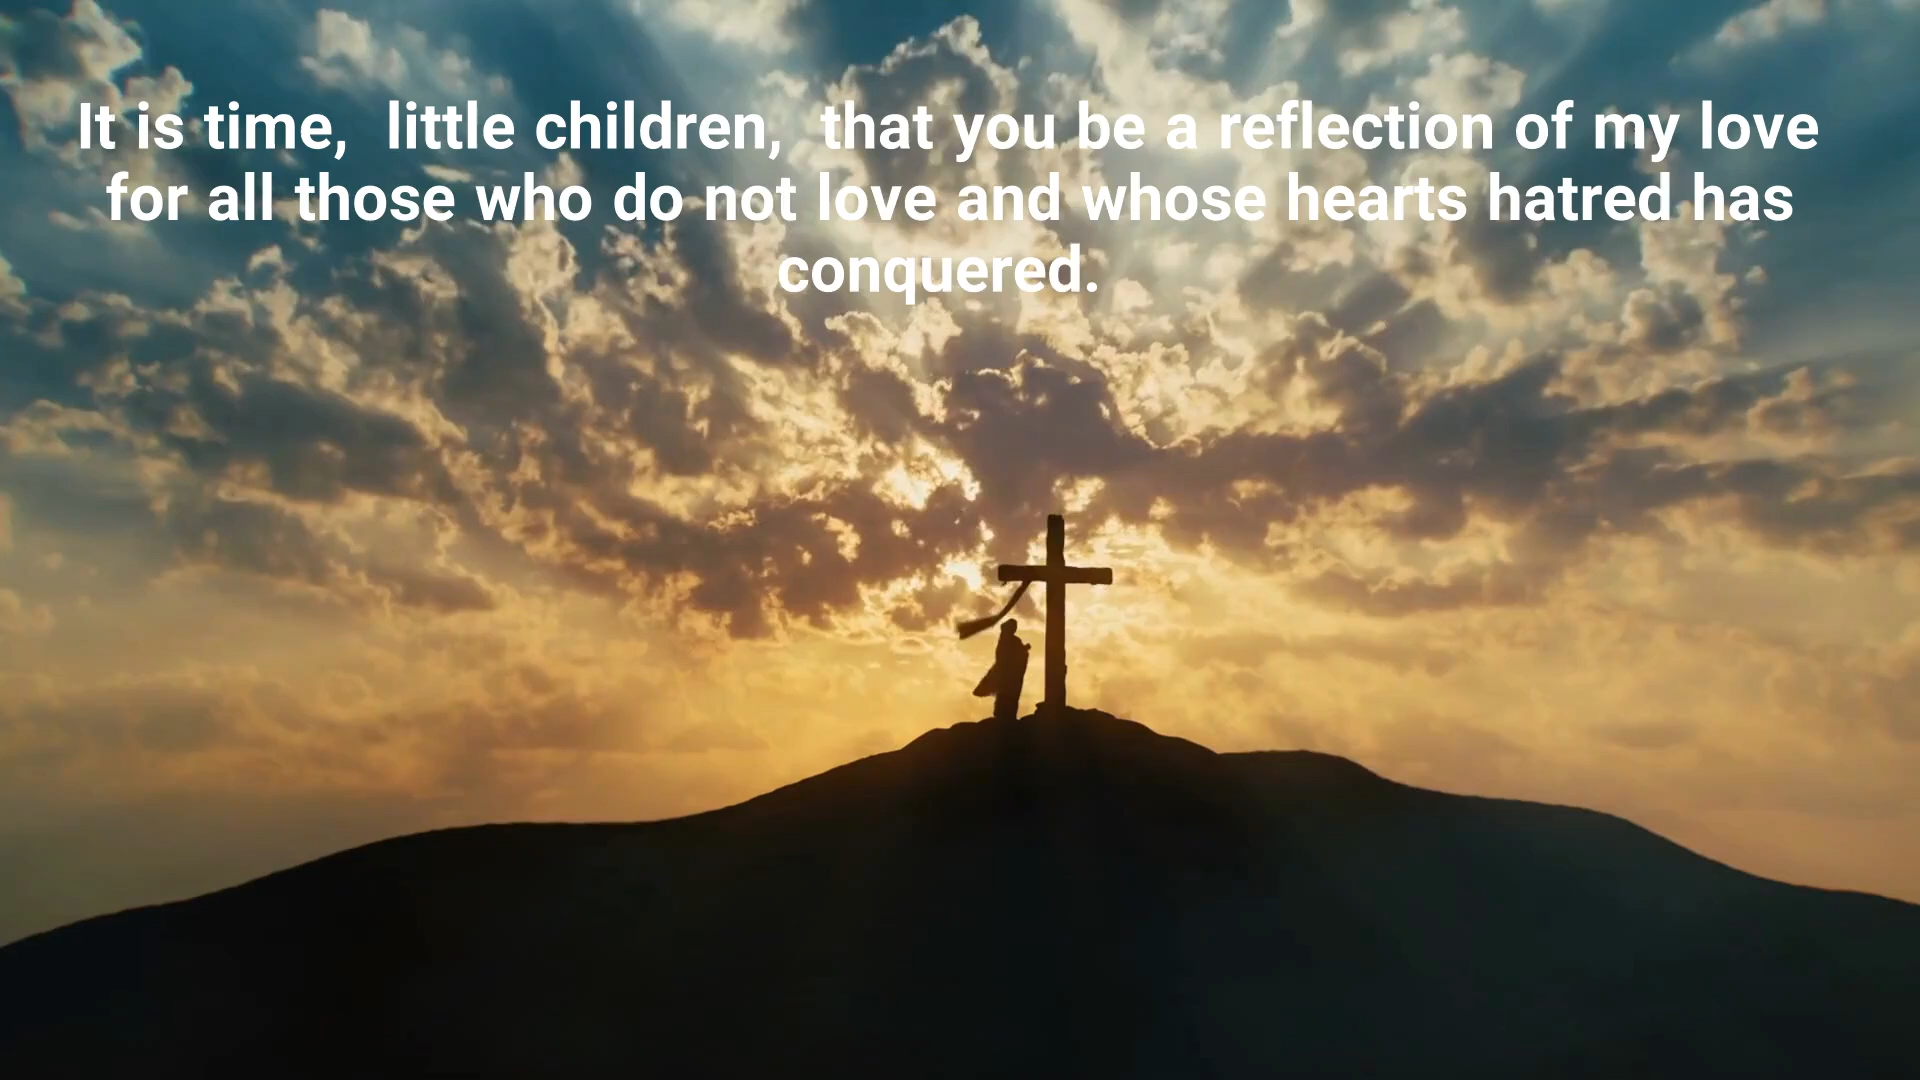 It is time, little children, that you be a reflection of my love
for all those who do not love and whose hearts hatred has
conquered.